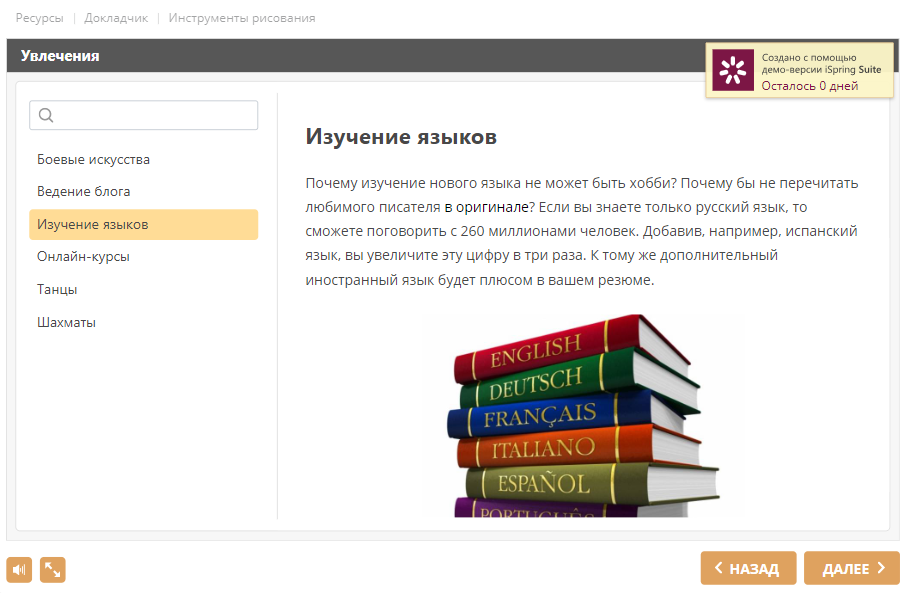 Ресурсы | Докладчик | Инструменты рисования
Увлечения
Создано с помощью
демо-версии iSpring Suite
Осталось 0 дней
Боевые искусства
Ведение блога
Изучение языков
Онлайн-курсы
Танцы
Шахматы
Изучение языков
Почему изучение нового языка не может быть хобби? Почему бы не перечитать
любимого писателя в оригинале? Если вы знаете только русский язык, то
сможете поговорить с 260 миллионами человек. Добавив, например, испанский
язык, вы увеличите эту цифру в три раза. К тому же дополнительный
иностранный язык будет плюсом в вашем резюме.
ENGLISH
DEUTSCH
FRANÇAIS
ITALIANO
ESPAÑOL
PORTUGUÊS
НАЗАД
ДАЛЕЕ